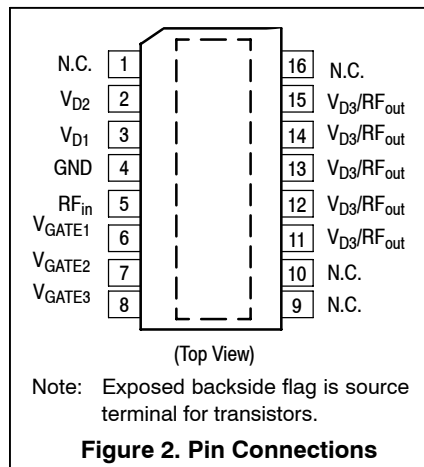 N.C. 1 16 N.C.
V_D2 2 15 V_D3/RF_out
V_D1 3 14 V_D3/RF_out
GND 4 13 V_D3/RF_out
RF_in 5 12 V_D3/RF_out
V_GATE1 6 11 V_D3/RF_out
V_GATE2 7 10 N.C.
V_GATE3 8 9 N.C.
(Top View)
Note: Exposed backside flag is source
terminal for transistors.
Figure 2. Pin Connections